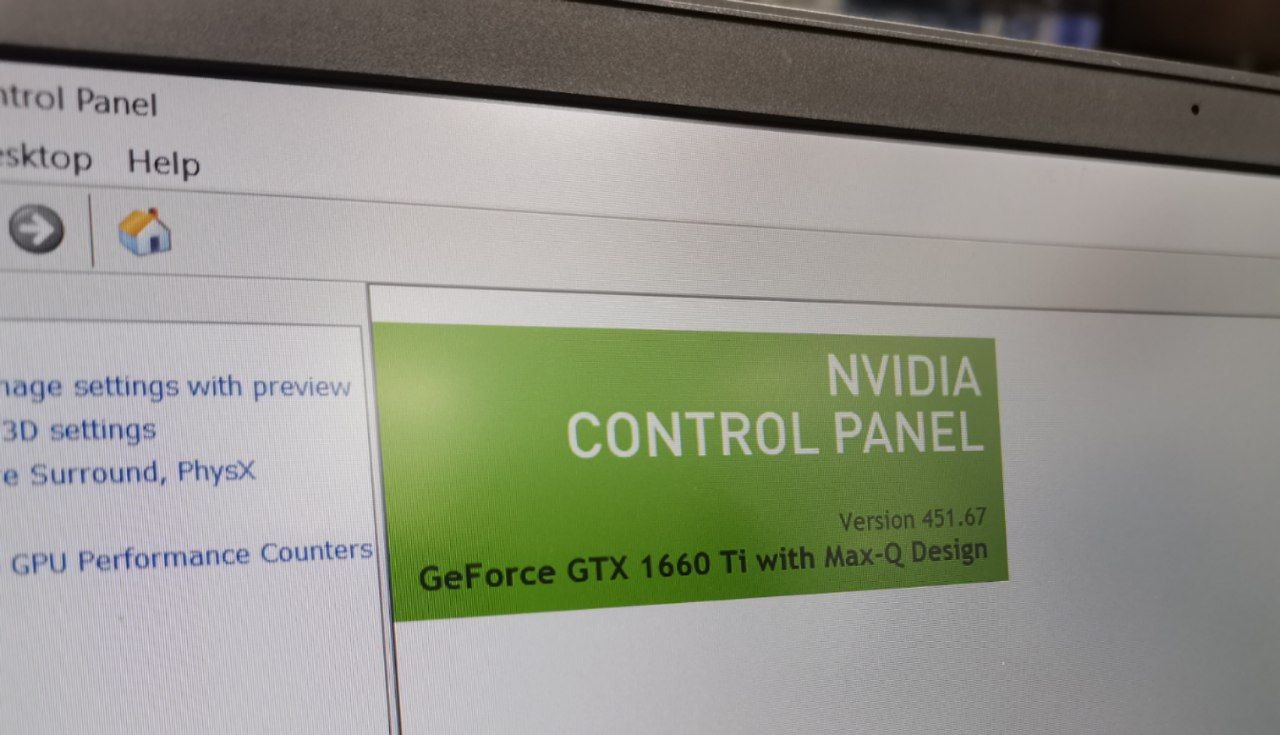 ntrol Panel
esktop Help
nage settings with preview
3D settings
e Surround, PhysX
GPU Performance Counters
NVIDIA
CONTROL PANEL
Version 451.67
GeForce GTX 1660 Ti with Max-Q Design